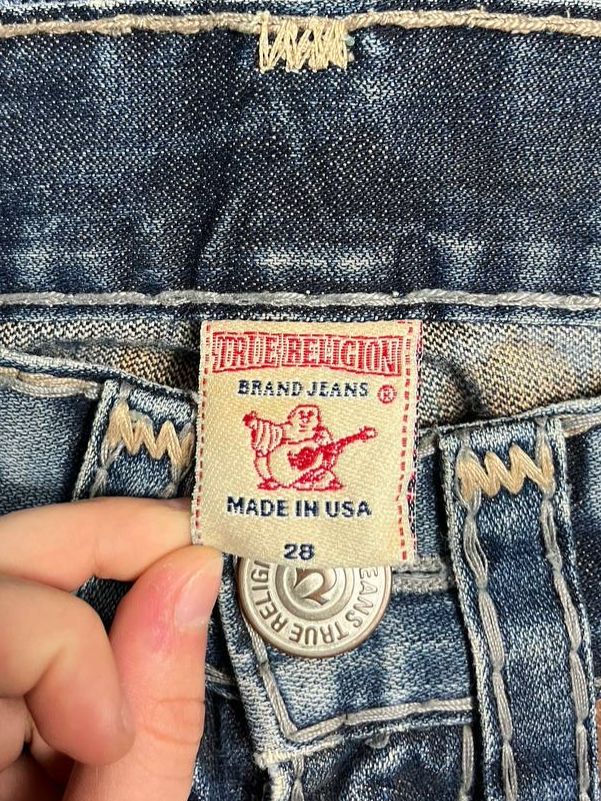 TRUE RELIGION
BRAND JEANS ®
MADE IN USA
28
JEANS TRUE RELIGI